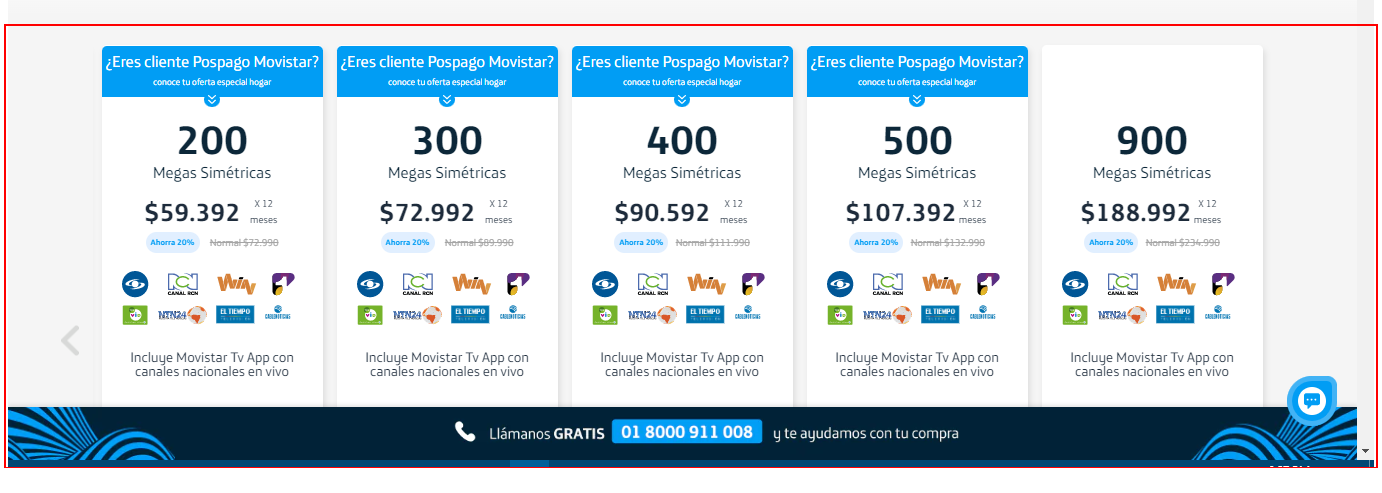 ¿Eres cliente Pospago Movistar?
conoce tu oferta especial hogar
200
Megas Simétricas
$59.392 X 12 meses
Ahorra 20% Normal $72.990
CANAL RCN
WIN
NTN24
EL TIEMPO
CABLENOTICIAS
Incluye Movistar Tv App con
canales nacionales en vivo
¿Eres cliente Pospago Movistar?
conoce tu oferta especial hogar
300
Megas Simétricas
$72.992 X 12 meses
Ahorra 20% Normal $89.990
CANAL RCN
WIN
NTN24
EL TIEMPO
CABLENOTICIAS
Incluye Movistar Tv App con
canales nacionales en vivo
¿Eres cliente Pospago Movistar?
conoce tu oferta especial hogar
400
Megas Simétricas
$90.592 X 12 meses
Ahorra 20% Normal $111.990
CANAL RCN
WIN
NTN24
EL TIEMPO
CABLENOTICIAS
Incluye Movistar Tv App con
canales nacionales en vivo
¿Eres cliente Pospago Movistar?
conoce tu oferta especial hogar
500
Megas Simétricas
$107.392 X 12 meses
Ahorra 20% Normal $132.990
CANAL RCN
WIN
NTN24
EL TIEMPO
CABLENOTICIAS
Incluye Movistar Tv App con
canales nacionales en vivo
900
Megas Simétricas
$188.992 X 12 meses
Ahorra 20% Normal $234.990
CANAL RCN
WIN
NTN24
EL TIEMPO
CABLENOTICIAS
Incluye Movistar Tv App con
canales nacionales en vivo
Llámanos GRATIS 01 8000 911 008 y te ayudamos con tu compra